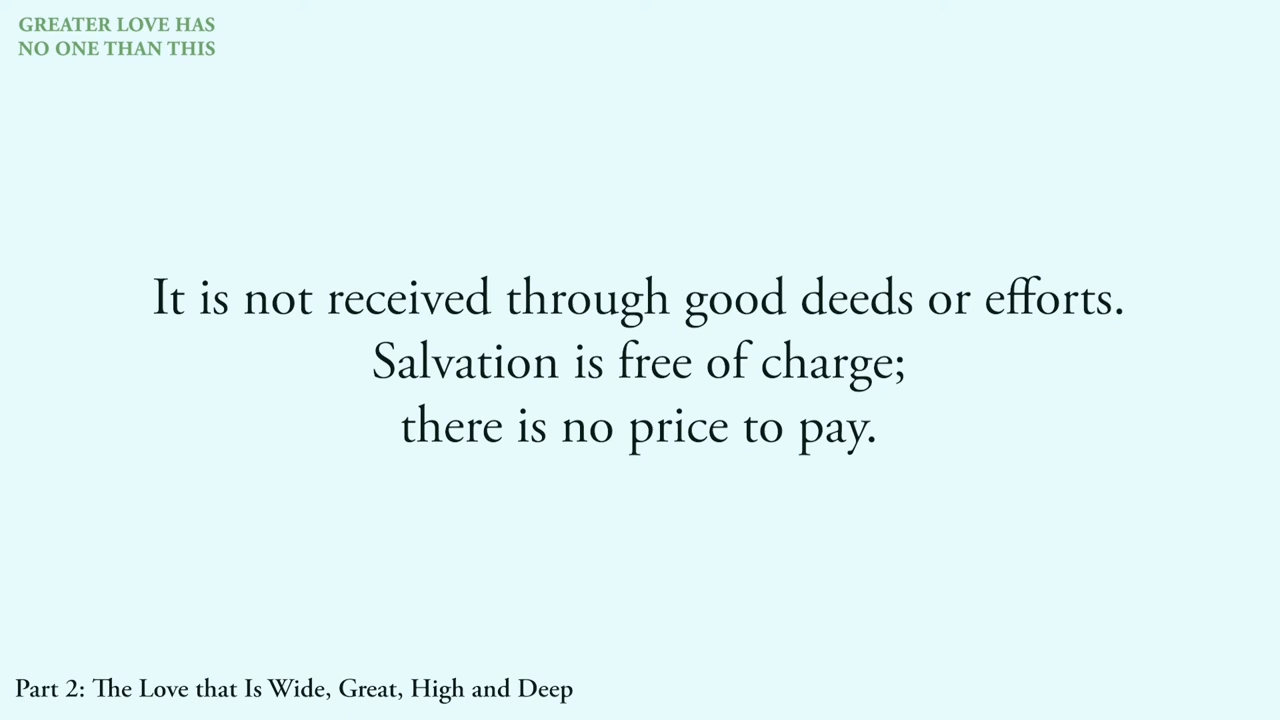 GREATER LOVE HAS
NO ONE THAN THIS
It is not received through good deeds or efforts.
Salvation is free of charge;
there is no price to pay.
Part 2: The Love that Is Wide, Great, High and Deep